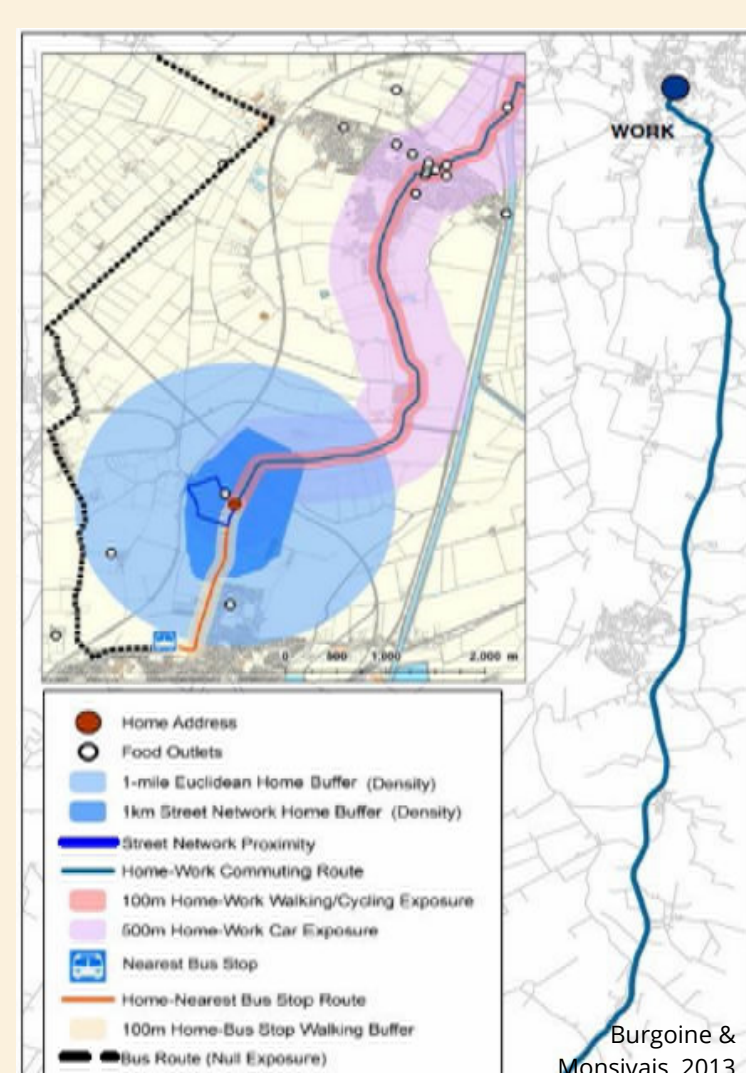 WORK
0 500 1.000 2.000 m
Home Address
Food Outlets
1-mile Euclidean Home Buffer (Density)
1km Street Network Home Buffer (Density)
Street Network Proximity
Home-Work Commuting Route
100m Home-Work Walking/Cycling Exposure
500m Home-Work Car Exposure
Nearest Bus Stop
Home-Nearest Bus Stop Route
100m Home-Bus Stop Walking Buffer
Bus Route (Null Exposure)
Burgoine &
Monsivais, 2013